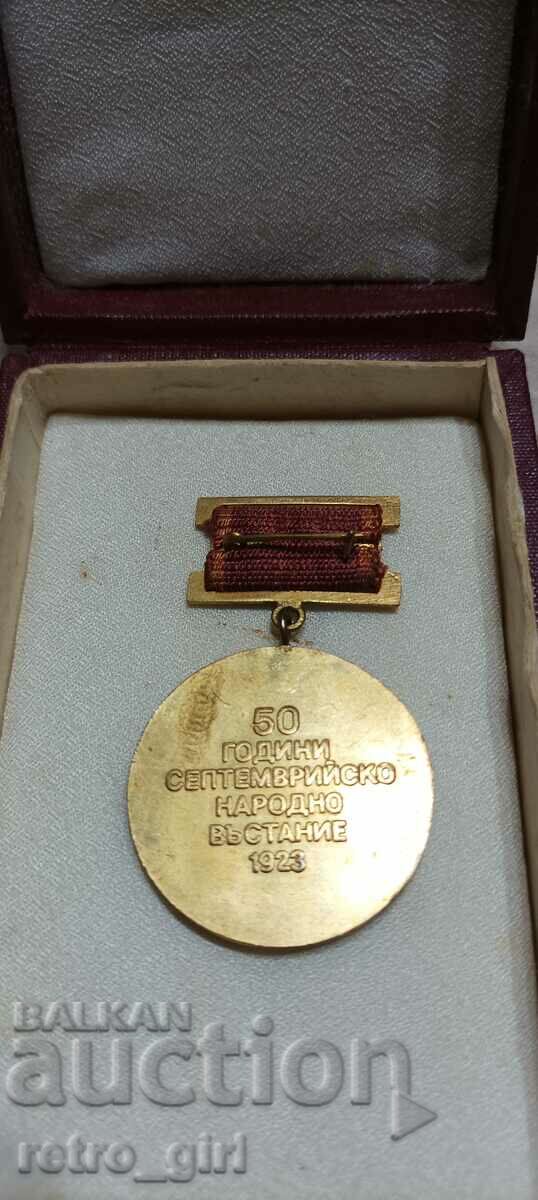 50
ГОДИНИ
СЕПТЕМВРИЙСКО
НАРОДНО
ВЪСТАНИЕ
1923
BALKAN
auction
retro_girl